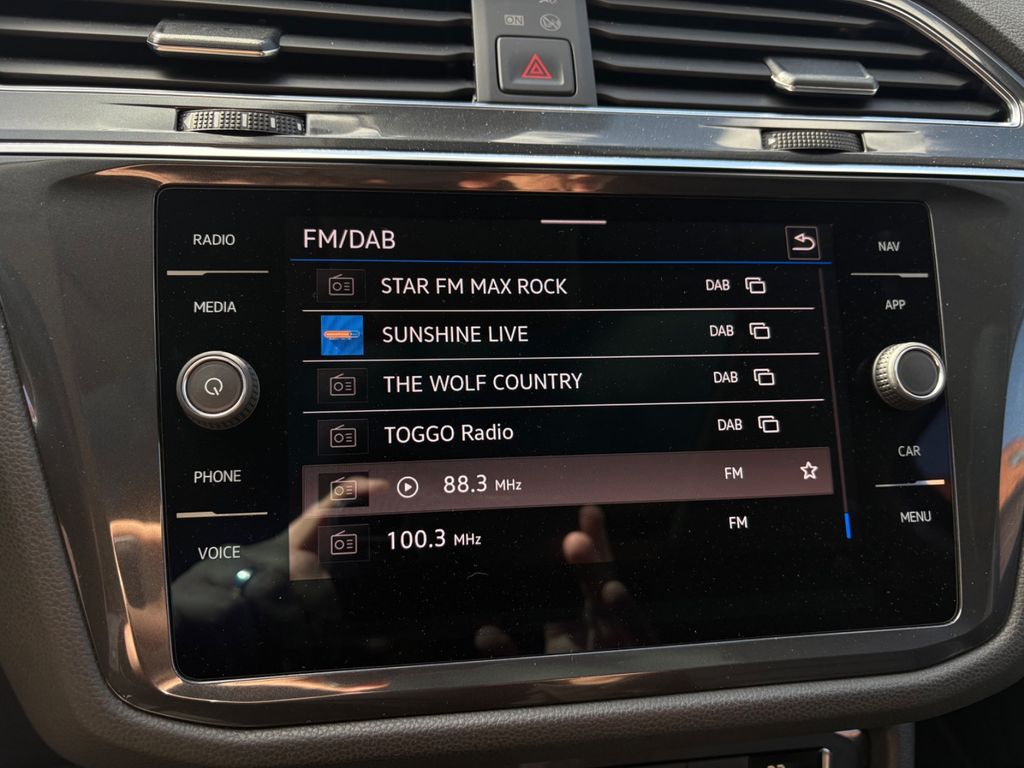 ON
RADIO
MEDIA
PHONE
VOICE
FM/DAB
STAR FM MAX ROCK DAB
SUNSHINE LIVE DAB
THE WOLF COUNTRY DAB
TOGGO Radio DAB
88.3 MHz FM
100.3 MHz FM
NAV
APP
CAR
MENU